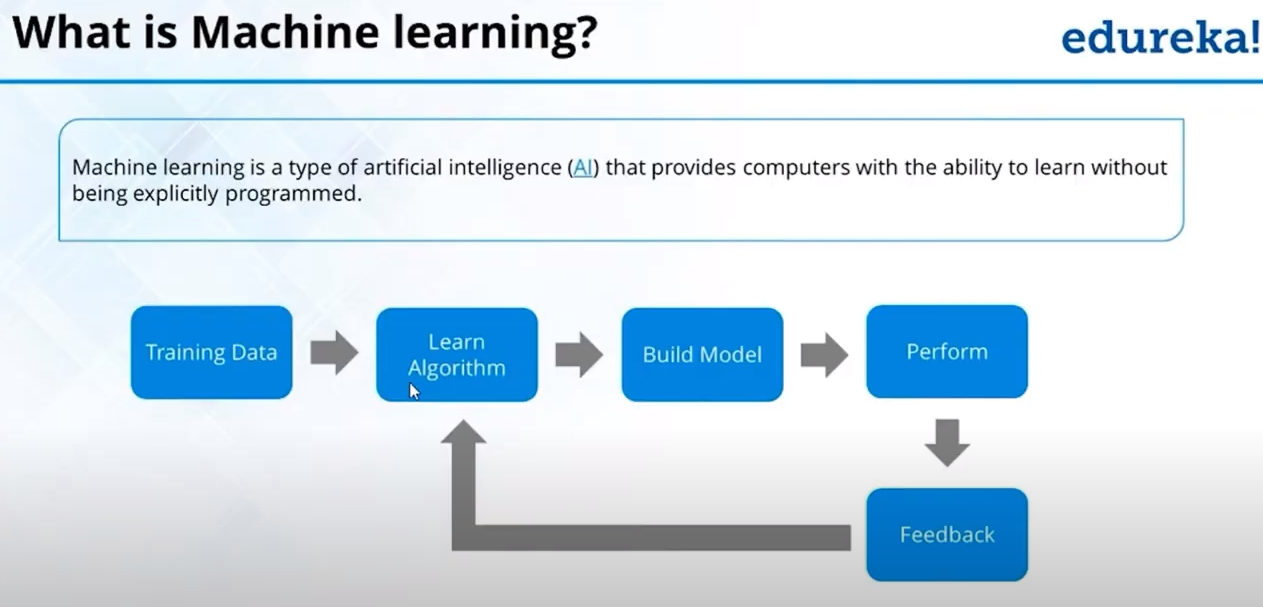 What is Machine learning?
edureka!
Machine learning is a type of artificial intelligence (AI) that provides computers with the ability to learn without
being explicitly programmed.
Training Data
Learn
Algorithm
Build Model
Perform
Feedback